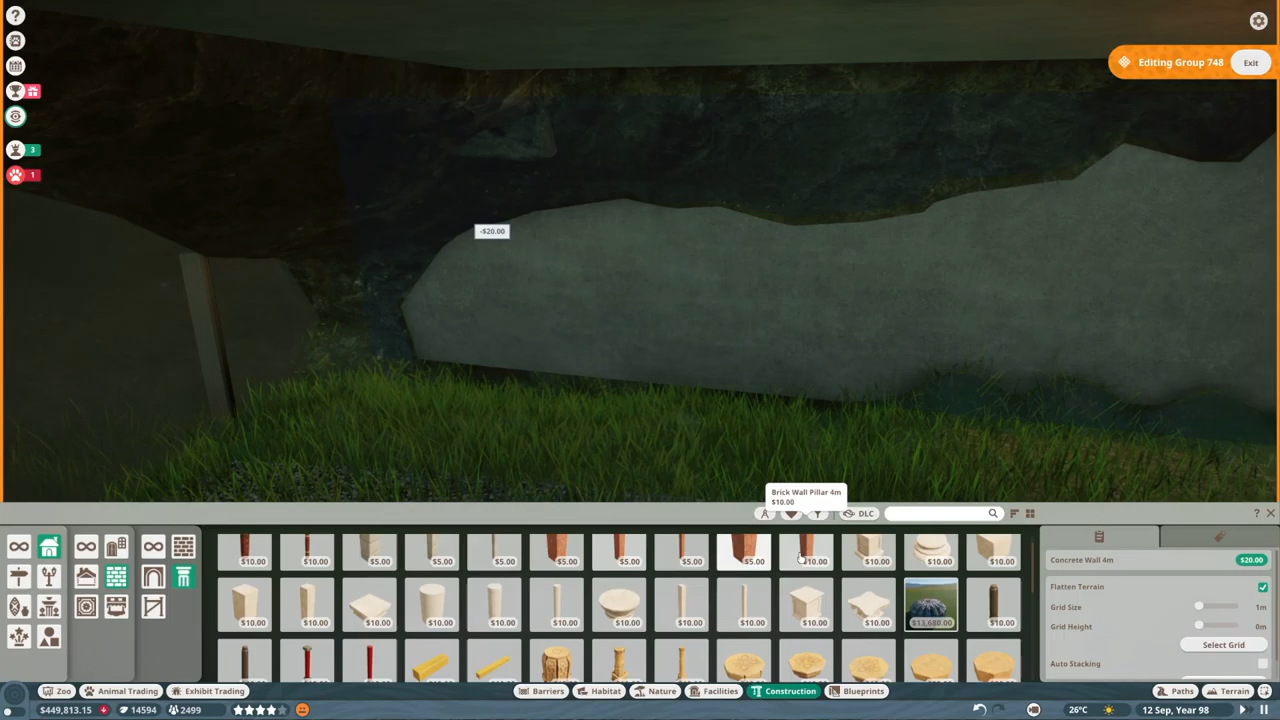 ?
Editing Group 748
Exit
3
1
-$20.00
Brick Wall Pillar 4m
$10.00
DLC
? ×
$10.00 $10.00 $5.00 $5.00 $5.00 $5.00 $5.00 $5.00 $5.00 $10.00 $10.00 $10.00 $10.00
$10.00 $10.00 $10.00 $10.00 $10.00 $10.00 $10.00 $10.00 $10.00 $10.00 $10.00 $13,680.00 $10.00
Concrete Wall 4m
$20.00
Flatten Terrain
Grid Size
1m
Grid Height
0m
Select Grid
Auto Stacking
Zoo
Animal Trading
Exhibit Trading
Barriers
Habitat
Nature
Facilities
Construction
Blueprints
Paths
Terrain
$449,813.15
14594
2499
26°C
12 Sep, Year 98